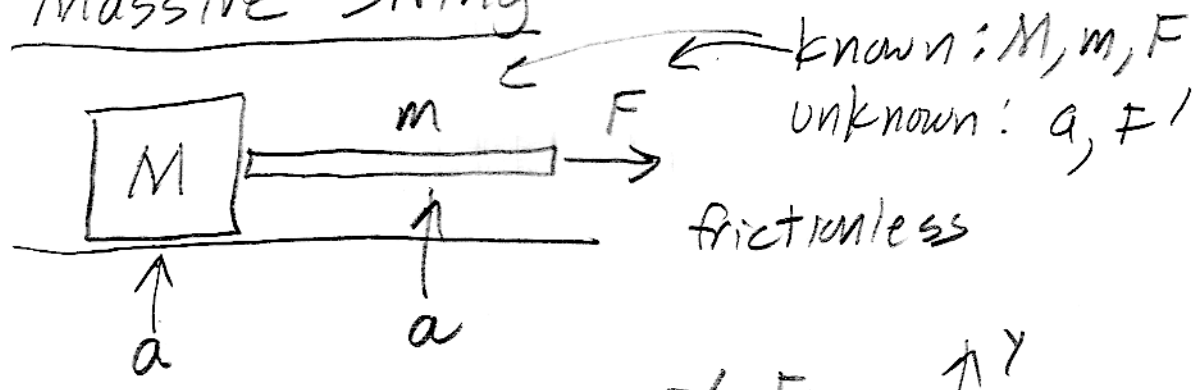 Massive String
known: M, m, F
unknown: a, F'
m F
M
frictionless
a a
Y